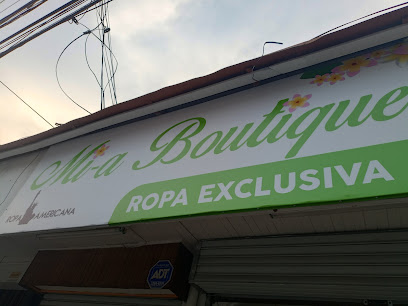 Mi-a Boutique
ROPA EXCLUSIVA
ROPA AMERICANA
ADT